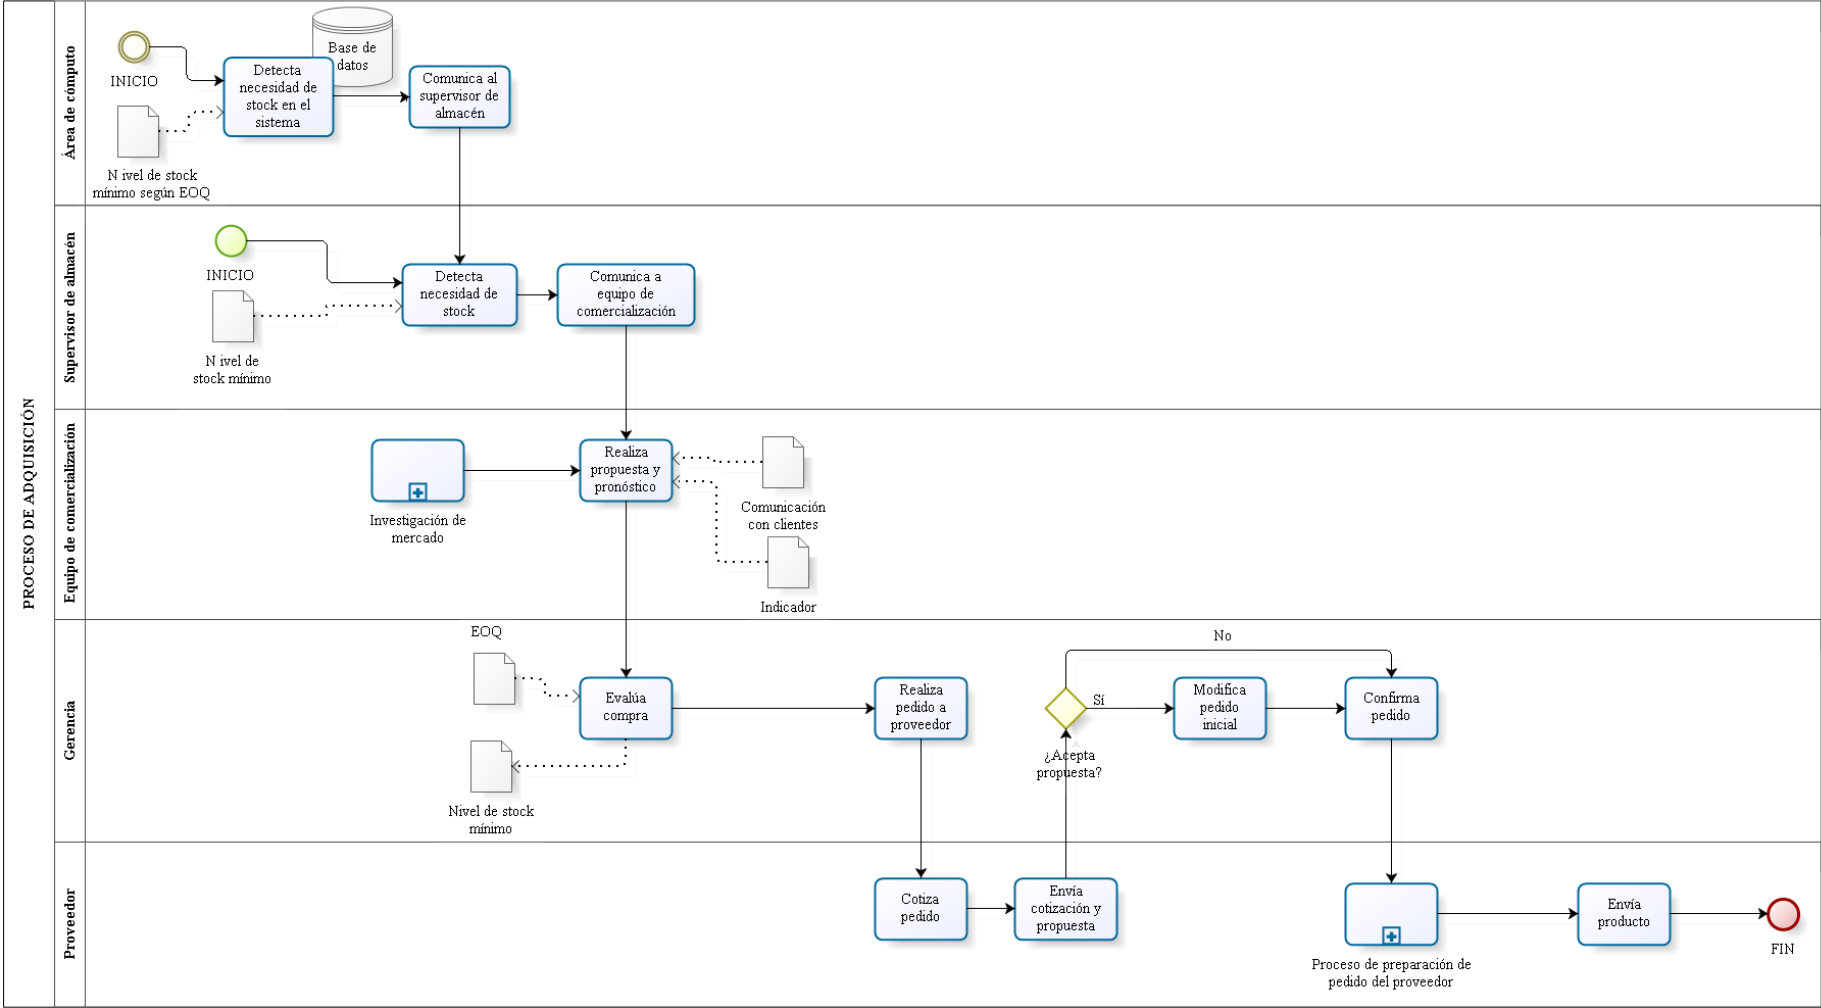 PROCESO DE ADQUISICIÓN
Área de cómputo
INICIO
Base de
datos
Detecta
necesidad de
stock en el
sistema
Comunica al
supervisor de
almacén
N ivel de stock
mínimo según EOQ
Supervisor de almacén
INICIO
Detecta
necesidad de
stock
Comunica a
equipo de
comercialización
N ivel de
stock mínimo
Equipo de comercialización
Investigación de
mercado
Realiza
propuesta y
pronóstico
Comunicación
con clientes
Indicador
Gerencia
EOQ
Evalúa
compra
Nivel de stock
mínimo
Realiza
pedido a
proveedor
No
Sí
¿Acepta
propuesta?
Modifica
pedido
inicial
Confirma
pedido
Proveedor
Cotiza
pedido
Envía
cotización y
propuesta
Proceso de preparación de
pedido del proveedor
Envía
producto
FIN